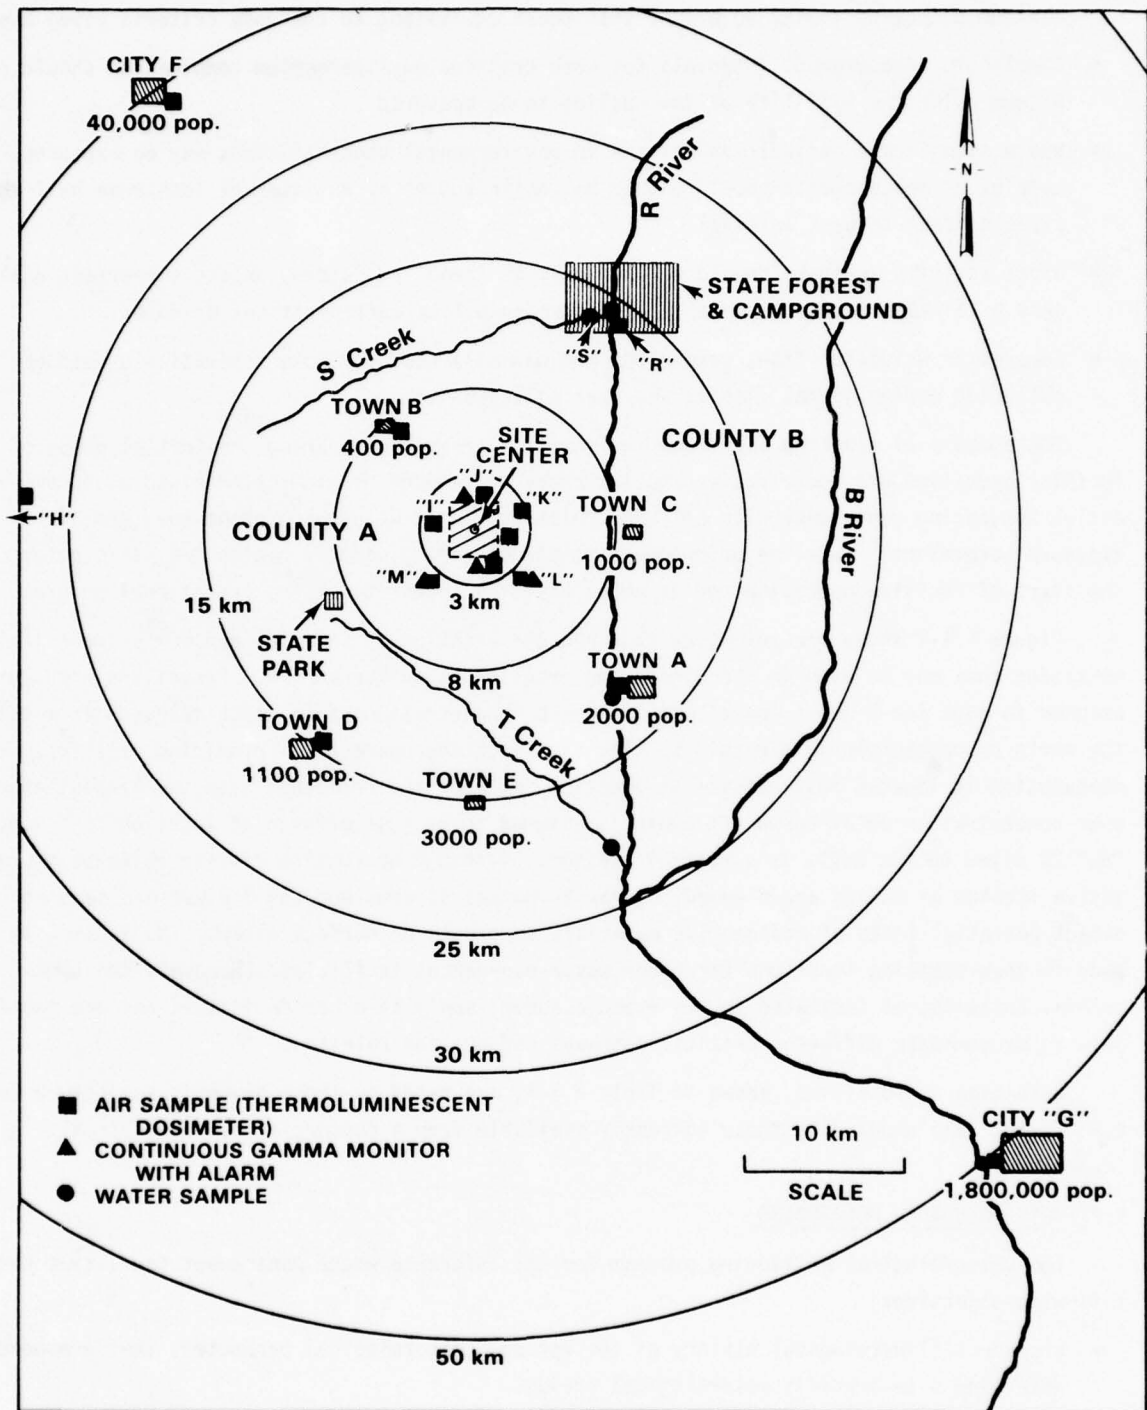 CITY F
40,000 pop.
R River
N
STATE FOREST
& CAMPGROUND
"S"
"R"
S Creek
TOWN B
400 pop.
SITE
CENTER
COUNTY B
"J"
"K"
"I"
TOWN C
1000 pop.
B River
"H"
COUNTY A
"M"
"L"
3 km
15 km
STATE
PARK
8 km
TOWN A
2000 pop.
TOWN D
1100 pop.
T Creek
TOWN E
3000 pop.
25 km
30 km
AIR SAMPLE (THERMOLUMINESCENT
DOSIMETER)
CONTINUOUS GAMMA MONITOR
WITH ALARM
WATER SAMPLE
10 km
SCALE
CITY "G"
1,800,000 pop.
50 km